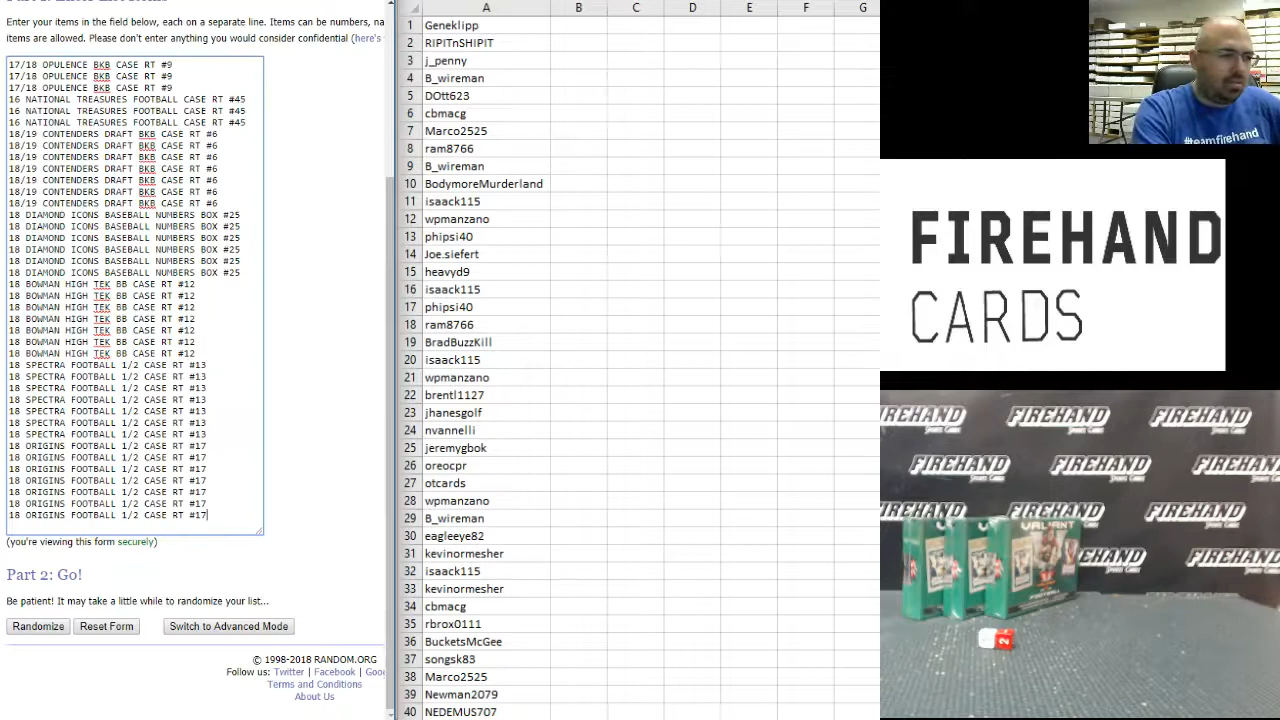 Enter your items in the field below, each on a separate line. Items can be numbers, na
items are allowed. Please don't enter anything you would consider confidential (here's
17/18 OPULENCE BKB CASE RT #9
17/18 OPULENCE BKB CASE RT #9
17/18 OPULENCE BKB CASE RT #9
16 NATIONAL TREASURES FOOTBALL CASE RT #45
16 NATIONAL TREASURES FOOTBALL CASE RT #45
16 NATIONAL TREASURES FOOTBALL CASE RT #45
18/19 CONTENDERS DRAFT BKB CASE RT #6
18/19 CONTENDERS DRAFT BKB CASE RT #6
18/19 CONTENDERS DRAFT BKB CASE RT #6
18/19 CONTENDERS DRAFT BKB CASE RT #6
18/19 CONTENDERS DRAFT BKB CASE RT #6
18/19 CONTENDERS DRAFT BKB CASE RT #6
18/19 CONTENDERS DRAFT BKB CASE RT #6
18 DIAMOND ICONS BASEBALL NUMBERS BOX #25
18 DIAMOND ICONS BASEBALL NUMBERS BOX #25
18 DIAMOND ICONS BASEBALL NUMBERS BOX #25
18 DIAMOND ICONS BASEBALL NUMBERS BOX #25
18 DIAMOND ICONS BASEBALL NUMBERS BOX #25
18 DIAMOND ICONS BASEBALL NUMBERS BOX #25
18 BOWMAN HIGH TEK BB CASE RT #12
18 BOWMAN HIGH TEK BB CASE RT #12
18 BOWMAN HIGH TEK BB CASE RT #12
18 BOWMAN HIGH TEK BB CASE RT #12
18 BOWMAN HIGH TEK BB CASE RT #12
18 BOWMAN HIGH TEK BB CASE RT #12
18 BOWMAN HIGH TEK BB CASE RT #12
18 SPECTRA FOOTBALL 1/2 CASE RT #13
18 SPECTRA FOOTBALL 1/2 CASE RT #13
18 SPECTRA FOOTBALL 1/2 CASE RT #13
18 SPECTRA FOOTBALL 1/2 CASE RT #13
18 SPECTRA FOOTBALL 1/2 CASE RT #13
18 SPECTRA FOOTBALL 1/2 CASE RT #13
18 SPECTRA FOOTBALL 1/2 CASE RT #13
18 ORIGINS FOOTBALL 1/2 CASE RT #17
18 ORIGINS FOOTBALL 1/2 CASE RT #17
18 ORIGINS FOOTBALL 1/2 CASE RT #17
18 ORIGINS FOOTBALL 1/2 CASE RT #17
18 ORIGINS FOOTBALL 1/2 CASE RT #17
18 ORIGINS FOOTBALL 1/2 CASE RT #17
18 ORIGINS FOOTBALL 1/2 CASE RT #17
(you're viewing this form securely)
Part 2: Go!
Be patient! It may take a little while to randomize your list...
Randomize Reset Form Switch to Advanced Mode
© 1998-2018 RANDOM.ORG
Follow us: Twitter | Facebook | Goo
Terms and Conditions
About Us
A B C D E F G
1 Geneklipp
2 RIPITnSHIPIT
3 j_penny
4 B_wireman
5 DOtt623
6 cbmacg
7 Marco2525
8 ram8766
9 B_wireman
10 BodymoreMurderland
11 isaack115
12 wpmanzano
13 phipsi40
14 Joe.siefert
15 heavyd9
16 isaack115
17 phipsi40
18 ram8766
19 BradBuzzKill
20 isaack115
21 wpmanzano
22 brentl1127
23 jhanesgolf
24 nvannelli
25 jeremygbok
26 oreocpr
27 otcards
28 wpmanzano
29 B_wireman
30 eagleeye82
31 kevinormesher
32 isaack115
33 kevinormesher
34 cbmacg
35 rbrox0111
36 BucketsMcGee
37 songsk83
38 Marco2525
39 Newman2079
40 NEDEMUS707
#teamfirehand
FIREHAND
CARDS
FIREHAND
FIREHAND
FIREHAND
FIREHAND
FIREHAND
FIREHAND
FIREHAND
FIREHAND
VALIANT
FOOTBALL
2